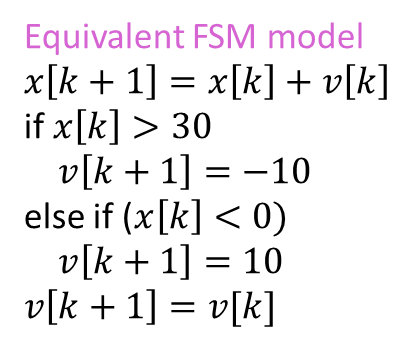 Equivalent FSM model
x[k + 1] = x[k] + v[k]
if x[k] > 30
v[k + 1] = −10
else if (x[k] < 0)
v[k + 1] = 10
v[k + 1] = v[k]